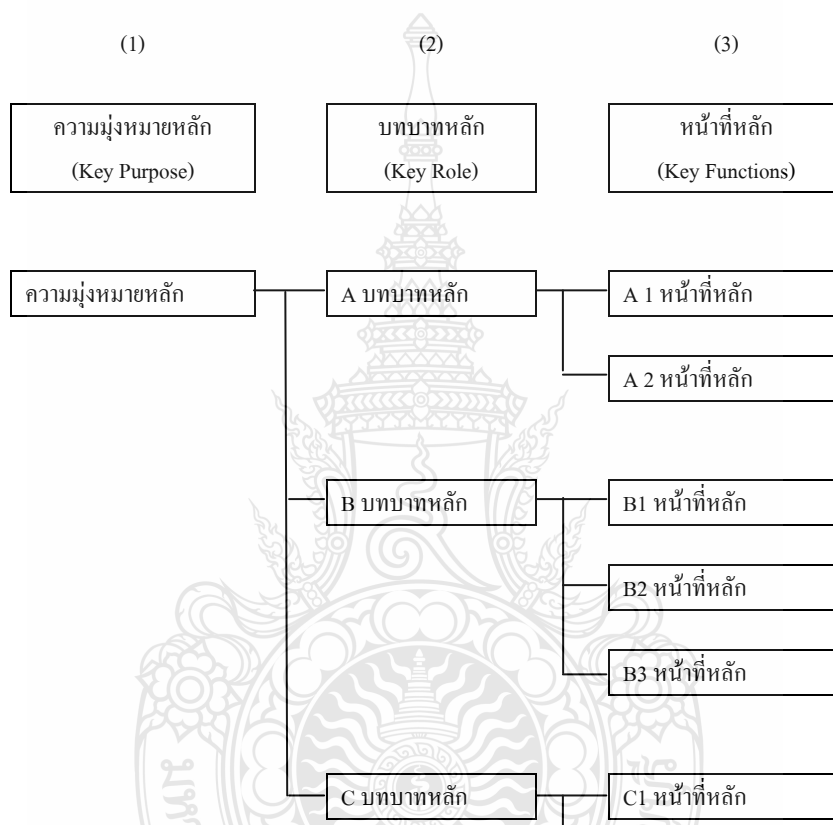 (1) (2) (3)
ความมุ่งหมายหลัก บทบาทหลัก หน้าที่หลัก
(Key Purpose) (Key Role) (Key Functions)
ความมุ่งหมายหลัก A บทบาทหลัก A 1 หน้าที่หลัก
A 2 หน้าที่หลัก
B บทบาทหลัก B1 หน้าที่หลัก
B2 หน้าที่หลัก
B3 หน้าที่หลัก
C บทบาทหลัก C1 หน้าที่หลัก